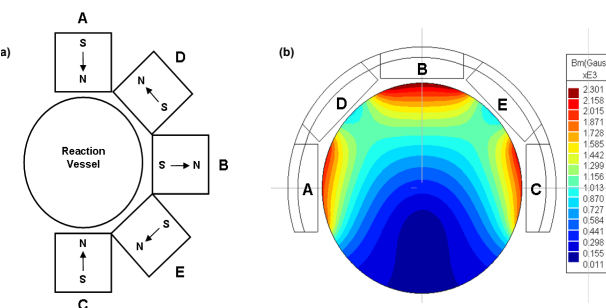 a)
A
S
N
D
N
S
Reaction
Vessel
S N
B
N
S
E
N
S
C
(b)
B
D
E
A
C
Bm(Gaus
xE3
2.301
2.158
2.015
1.871
1.728
1.585
1.442
1.299
1.156
1.013
0.870
0.727
0.584
0.441
0.298
0.155
0.011